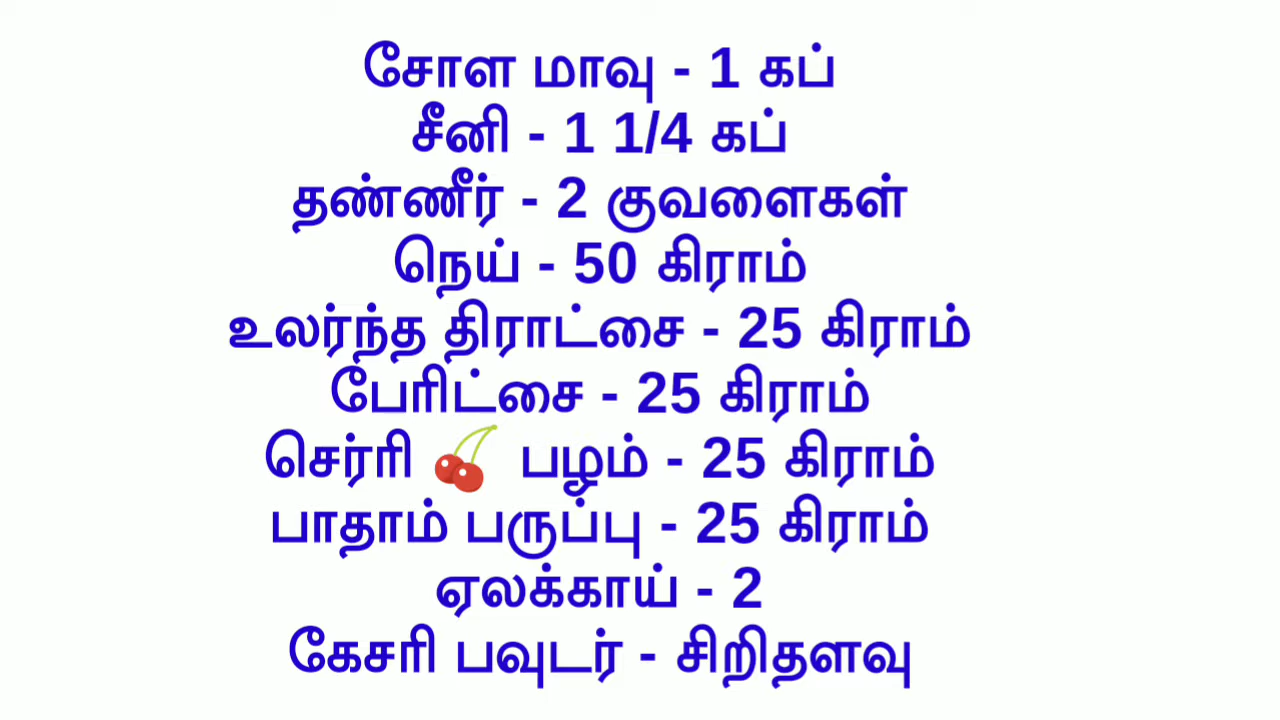 சோள மாவு - 1 கப்
சீனி - 1 1/4 கப்
தண்ணீர் - 2 குவளைகள்
நெய் - 50 கிராம்
உலர்ந்த திராட்சை - 25 கிராம்
பேரிட்சை - 25 கிராம்
செர்ரி 🍒 பழம் - 25 கிராம்
பாதாம் பருப்பு - 25 கிராம்
ஏலக்காய் - 2
கேசரி பவுடர் - சிறிதளவு